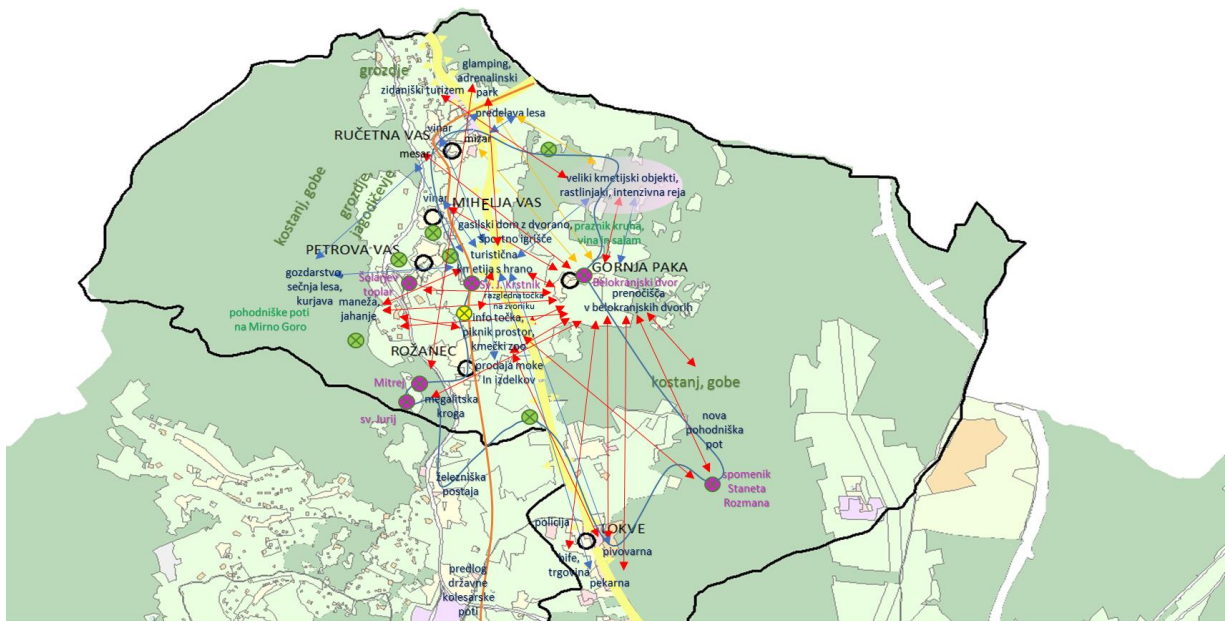 glamping,
adrenalinski
park
grozdje
zidaniški turizem
predelava lesa
vinar
RUČETNA VAS
mizar
mesar
veliki kmetijski objekti,
rastlinjaki, intenzivna reja
kostanj, gobe
grozdje,
jagodičevje
vinar
MIHELJA VAS
gasilski dom z dvorano,
športno igrišče
praznik kruha,
vina in salam
PETROVA VAS
turistična
kmetija s hrano
GORNJA PAKA
gozdarstvo,
sečnja lesa,
kurjava
toplar
Sv. J. Krstnik
Belokranjski dvor
maneža,
jahanje
razgledna točka
na zvoniku
prenočišča
v belokranjskih dvorih
pohodniške poti
na Mirno Goro
info točka,
piknik prostor,
kmečki zoo
ROŽANEC
prodaja moke
in izdelkov
Mitrej
kostanj, gobe
megalitska
kroga
sv. Jurij
nova
pohodniška
pot
železniška
postaja
spomenik
Staneta
Rozmana
policija
LOKVE
pivovarna
bife,
trgovina
pekarna
predlog
državne
kolesarske
poti